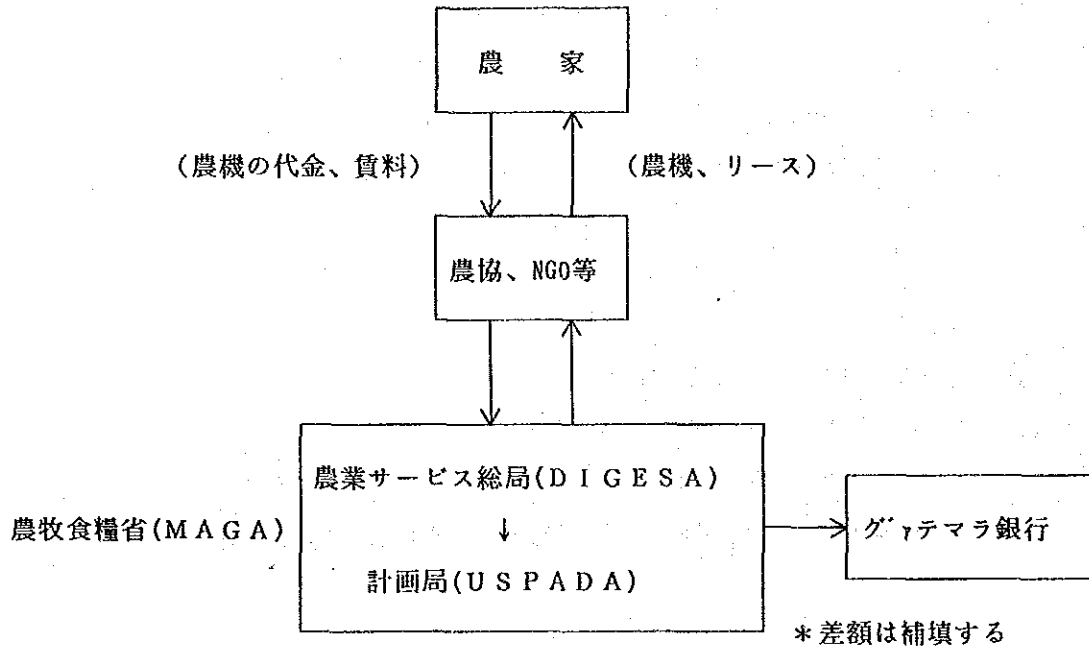 農　　家
（農機の代金、賃料）
（農機、リース）
農協、NGO等
農業サービス総局(ＤＩＧＥＳＡ)
農牧食糧省(ＭＡＧＡ)
↓
グァテマラ銀行
計画局(ＵＳＰＡＤＡ)
＊差額は補填する